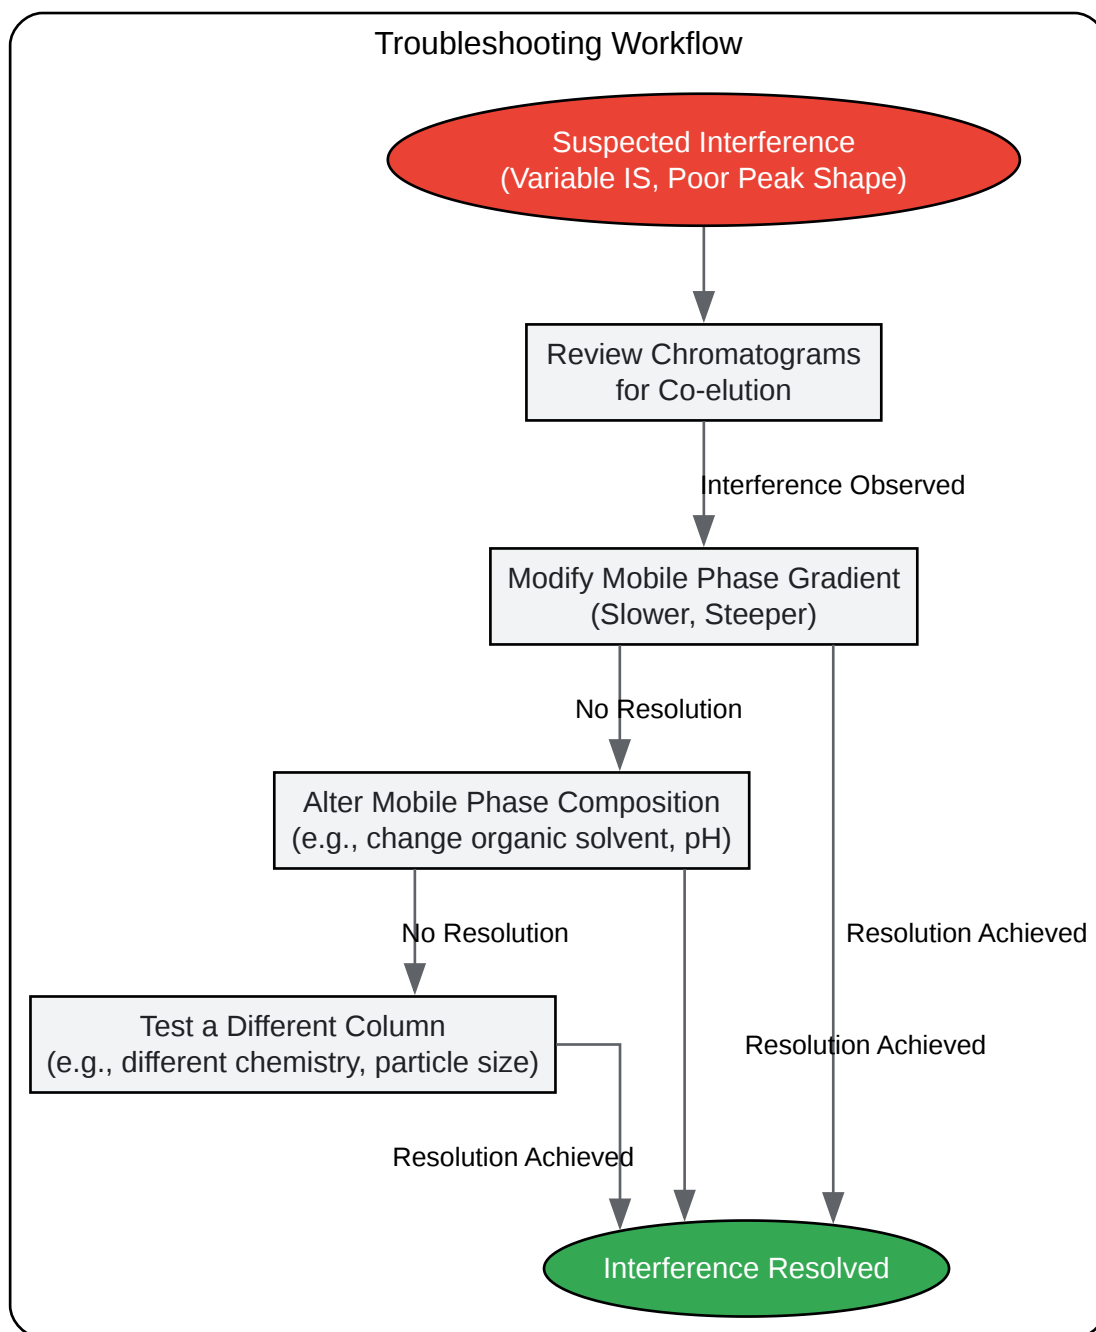 Troubleshooting Workflow
Suspected Interference
(Variable IS, Poor Peak Shape)
Review Chromatograms
for Co-elution
Interference Observed
Modify Mobile Phase Gradient
(Slower, Steeper)
No Resolution
Alter Mobile Phase Composition
(e.g., change organic solvent, pH)
No Resolution
Resolution Achieved
Test a Different Column
(e.g., different chemistry, particle size)
Resolution Achieved
Resolution Achieved
Interference Resolved